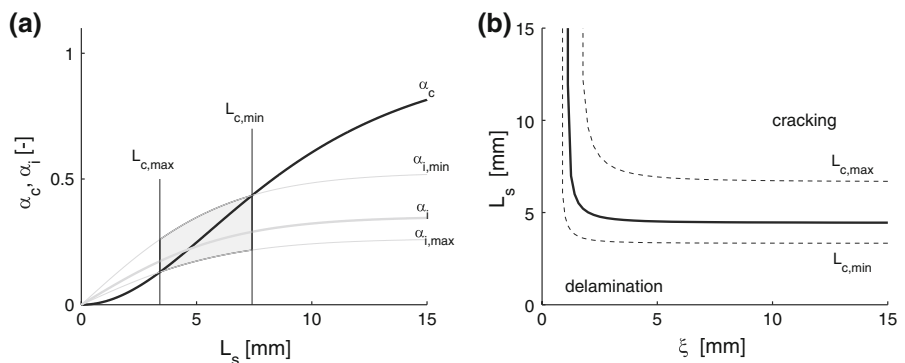 (a)
1
0.5
0
α_c, α_i [-]
L_c,max
L_c,min
α_c
α_i,min
α_i
α_i,max
0 5 10 15
L_s [mm]
(b)
15
10
5
0
L_s [mm]
cracking
L_c,max
L_c,min
delamination
0 5 10 15
ξ [mm]